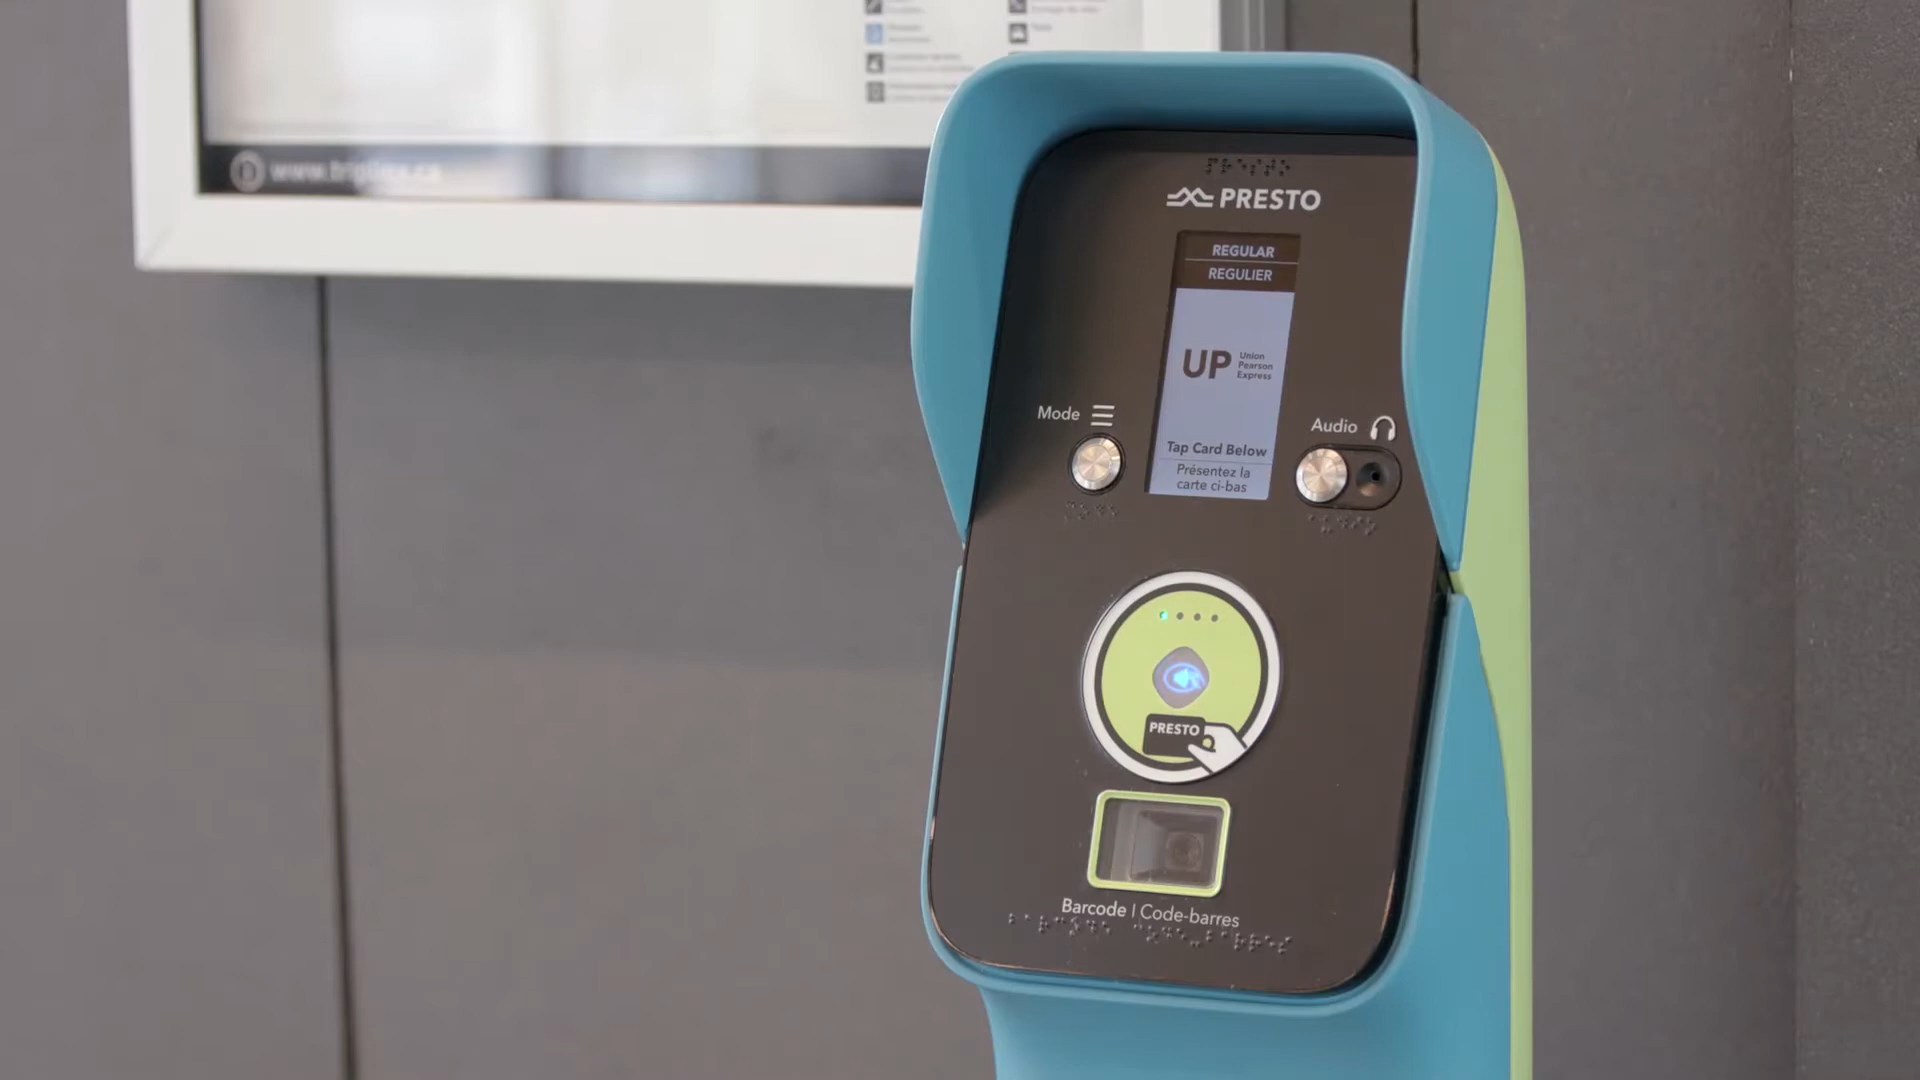 PRESTO
REGULAR
REGULIER
UP Union
Pearson
Express
Mode
Audio
Tap Card Below
Présentez la
carte ci-bas
PRESTO
Barcode | Code-barres